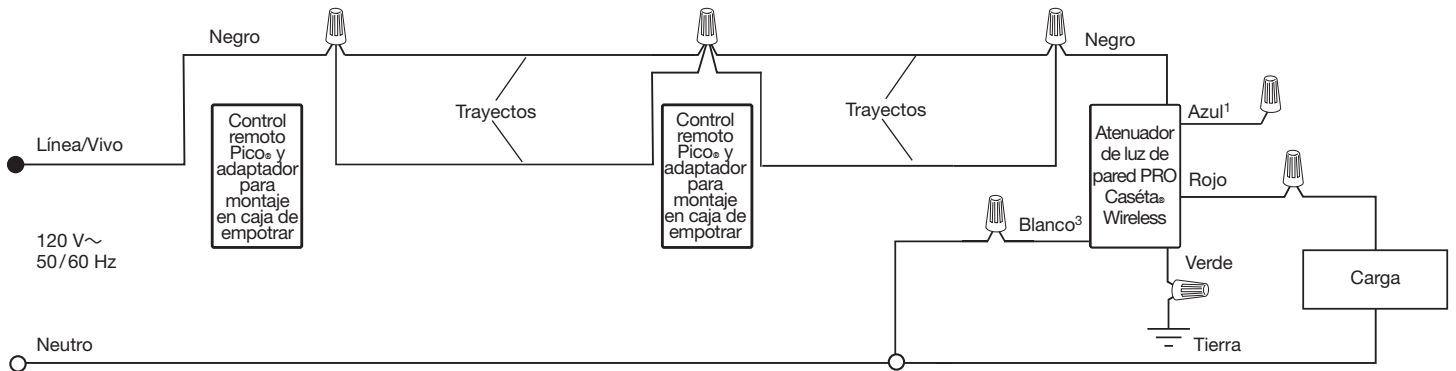 Negro
Negro
Trayectos
Trayectos
Línea/Vivo
Control
remoto
Pico® y
adaptador
para
montaje
en caja de
empotrar
Control
remoto
Pico® y
adaptador
para
montaje
en caja de
empotrar
Atenuador
de luz de
pared PRO
Caséta®
Wireless
Azul¹
Rojo
Blanco³
Verde
Tierra
Carga
120 V~
50/60 Hz
Neutro